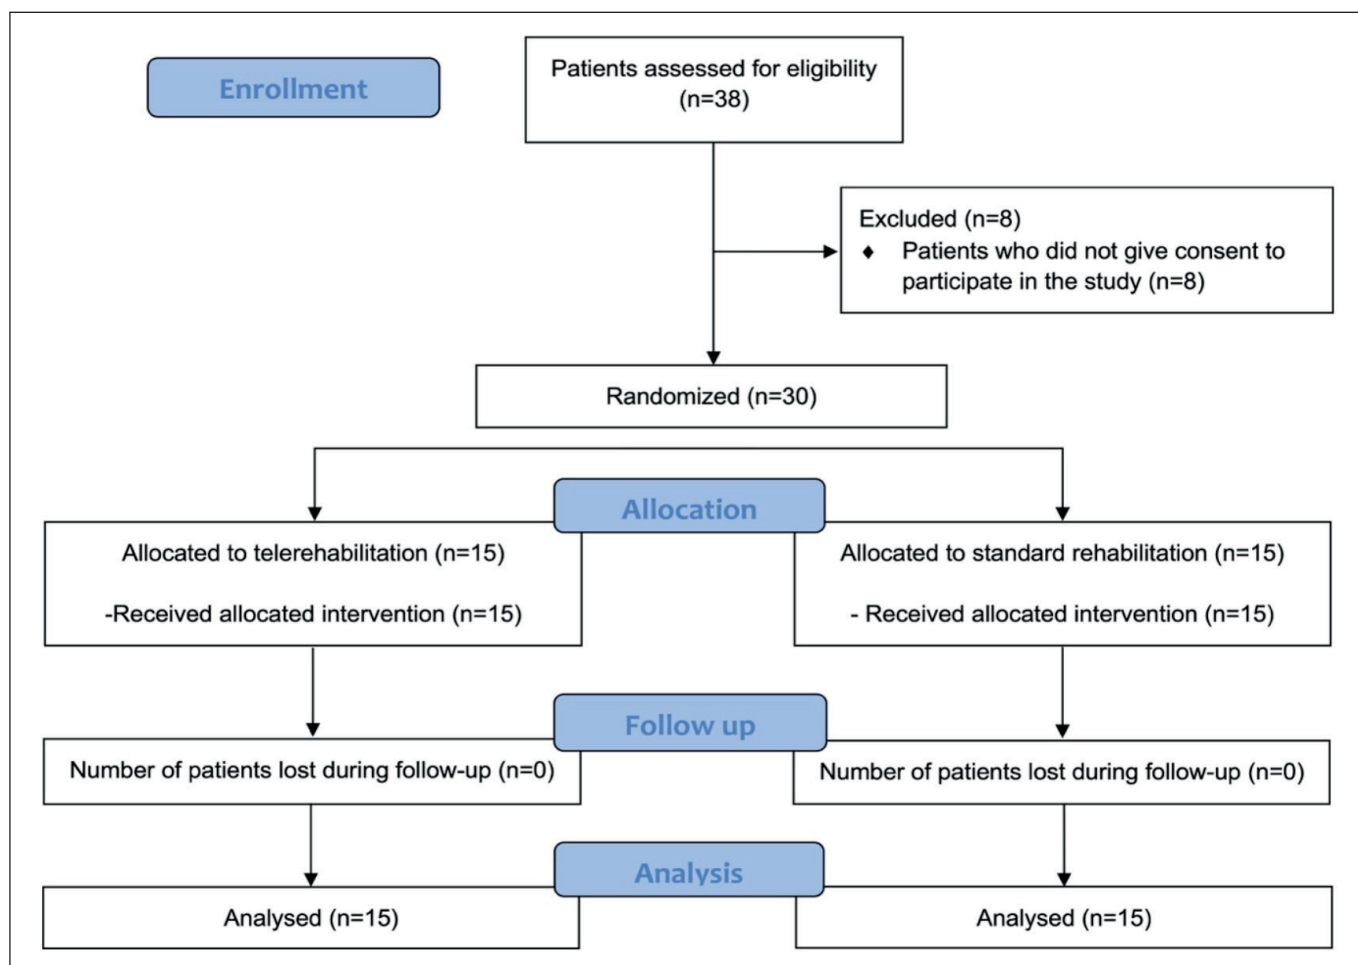 Enrollment
Patients assessed for eligibility
(n=38)
Excluded (n=8)
♦ Patients who did not give consent to
participate in the study (n=8)
Randomized (n=30)
Allocation
Allocated to telerehabilitation (n=15)
-Received allocated intervention (n=15)
Allocated to standard rehabilitation (n=15)
- Received allocated intervention (n=15)
Follow up
Number of patients lost during follow-up (n=0)
Number of patients lost during follow-up (n=0)
Analysis
Analysed (n=15)
Analysed (n=15)